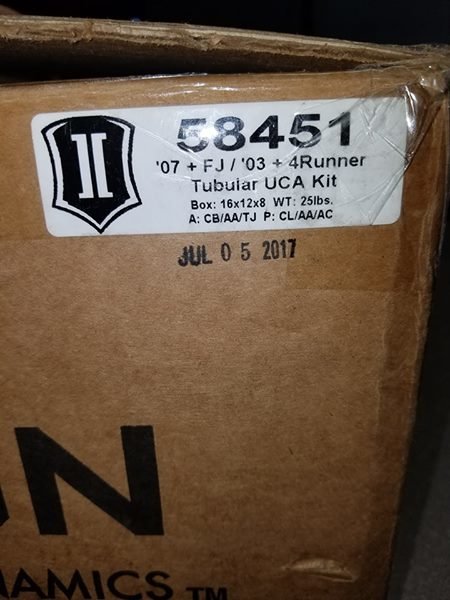 58451
'07 + FJ / '03 + 4Runner
Tubular UCA Kit
Box: 16x12x8 WT: 25lbs.
A: CB/AA/TJ P: CL/AA/AC
JUL 05 2017